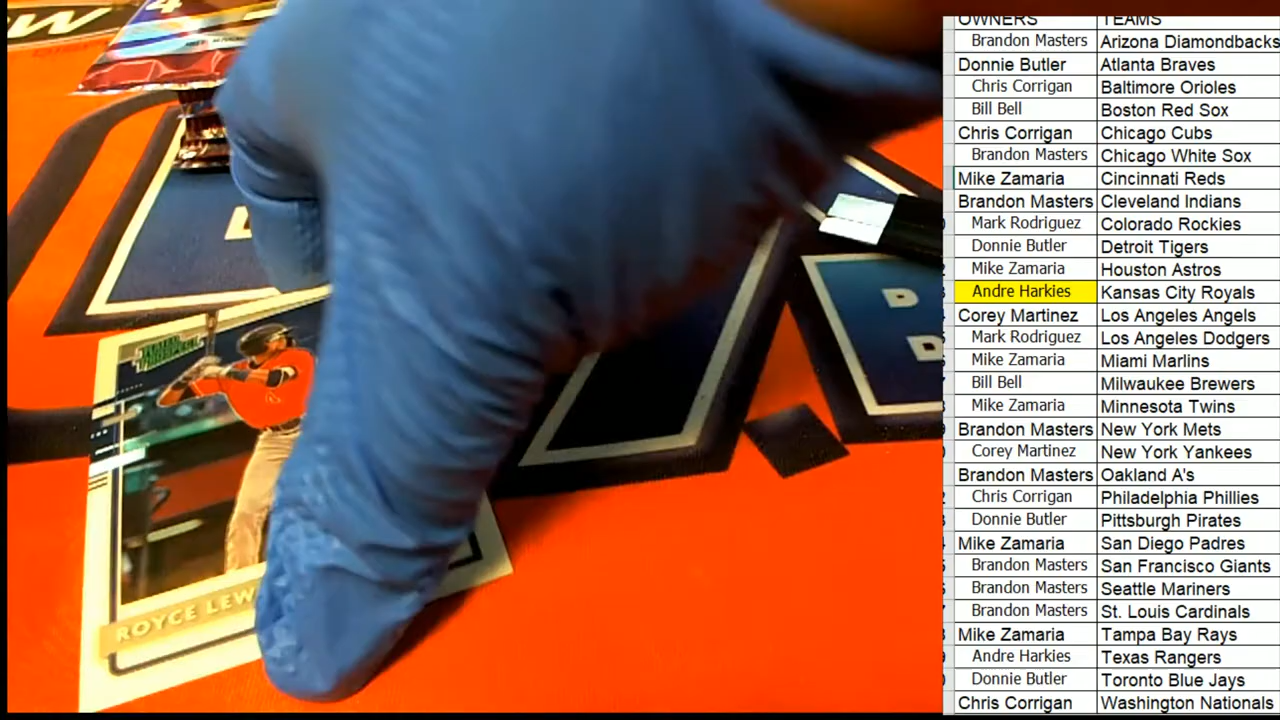 OWNERS TEAMS
Brandon Masters Arizona Diamondbacks
Donnie Butler Atlanta Braves
Chris Corrigan Baltimore Orioles
Bill Bell Boston Red Sox
Chris Corrigan Chicago Cubs
Brandon Masters Chicago White Sox
Mike Zamaria Cincinnati Reds
Brandon Masters Cleveland Indians
Mark Rodriguez Colorado Rockies
Donnie Butler Detroit Tigers
Mike Zamaria Houston Astros
Andre Harkies Kansas City Royals
Corey Martinez Los Angeles Angels
Mark Rodriguez Los Angeles Dodgers
Mike Zamaria Miami Marlins
Bill Bell Milwaukee Brewers
Mike Zamaria Minnesota Twins
Brandon Masters New York Mets
Corey Martinez New York Yankees
Brandon Masters Oakland A's
Chris Corrigan Philadelphia Phillies
Donnie Butler Pittsburgh Pirates
Mike Zamaria San Diego Padres
Brandon Masters San Francisco Giants
Brandon Masters Seattle Mariners
Brandon Masters St. Louis Cardinals
Mike Zamaria Tampa Bay Rays
Andre Harkies Texas Rangers
Donnie Butler Toronto Blue Jays
Chris Corrigan Washington Nationals
4
RATED PROSPECT
ROYCE LEW